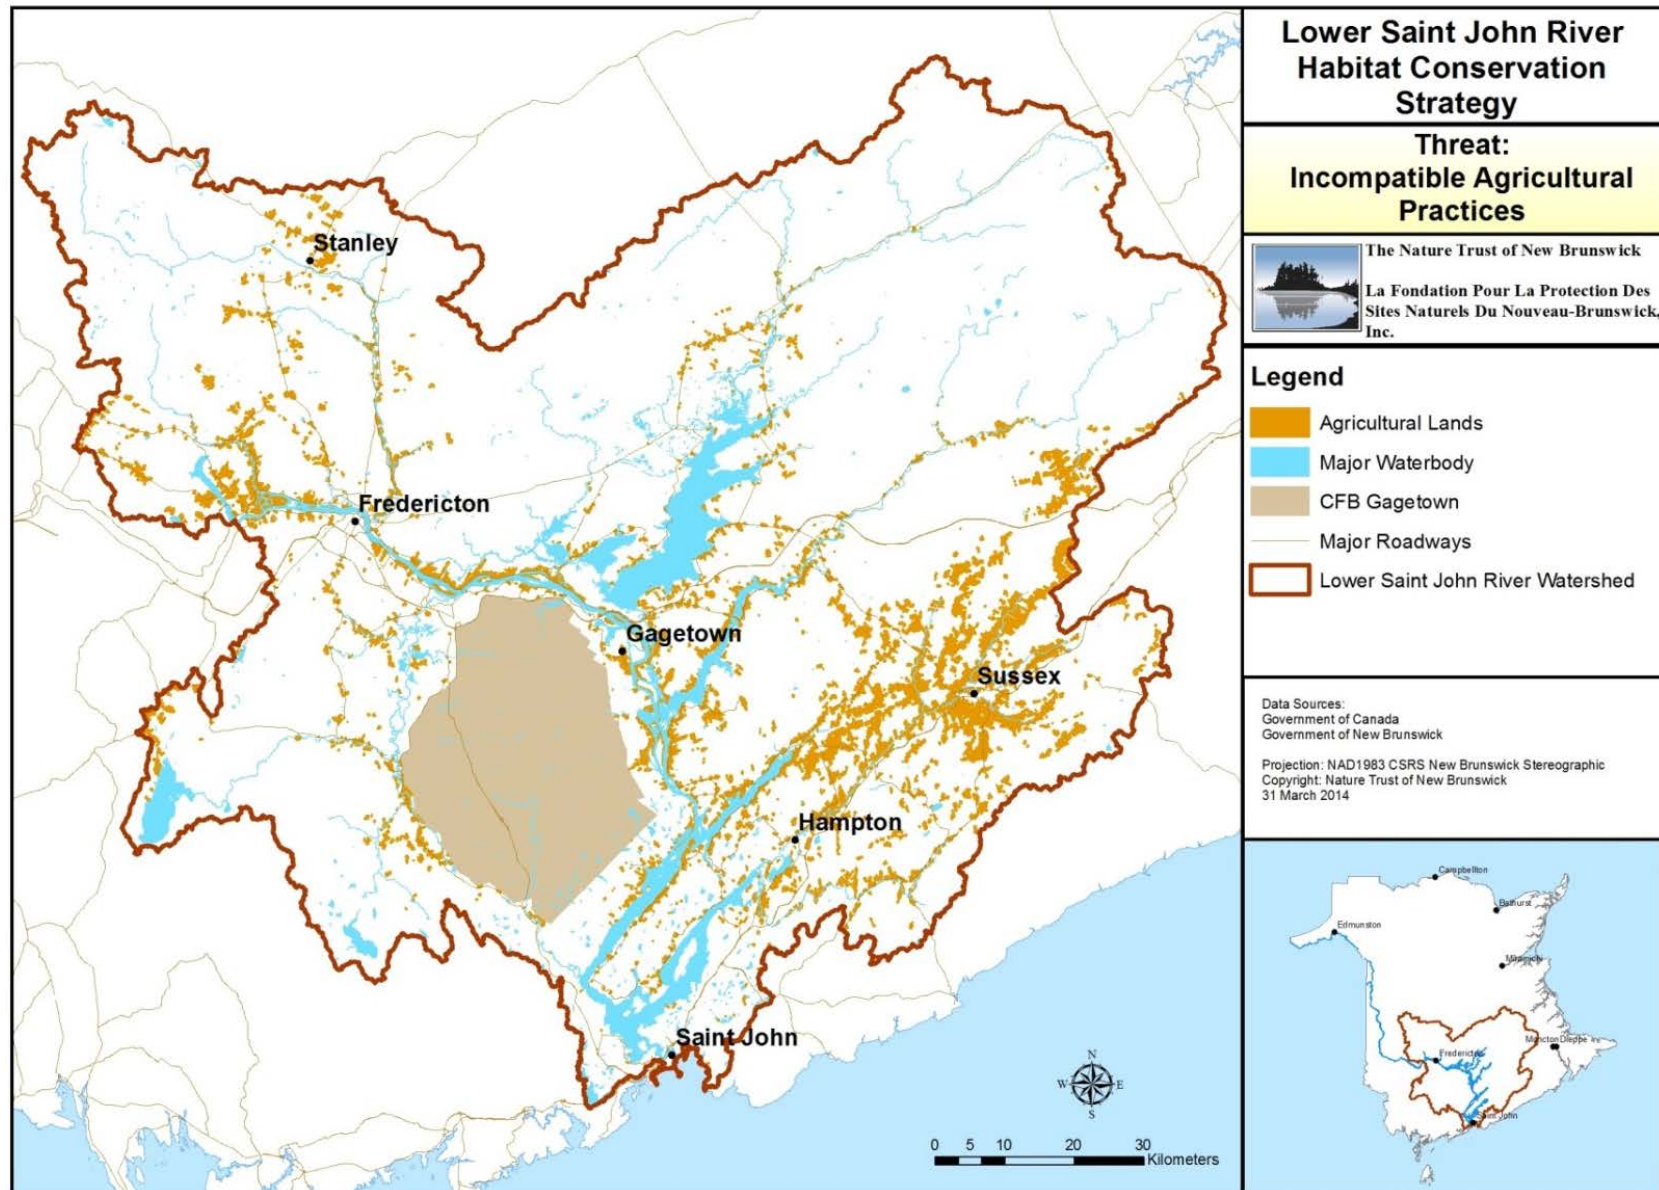 Lower Saint John River
Habitat Conservation
Strategy
Threat:
Incompatible Agricultural
Practices
The Nature Trust of New Brunswick
La Fondation Pour La Protection Des
Sites Naturels Du Nouveau-Brunswick,
Inc.
Legend
Agricultural Lands
Major Waterbody
CFB Gagetown
Major Roadways
Lower Saint John River Watershed
Data Sources:
Government of Canada
Government of New Brunswick
Projection: NAD1983 CSRS New Brunswick Stereographic
Copyright: Nature Trust of New Brunswick
31 March 2014
Stanley
Fredericton
Gagetown
Sussex
Hampton
Saint John
N
W E
S
0 5 10 20 30
Kilometers
Campbellton
Bathurst
Edmunston
Miramichi
Fredericton
Moncton Dieppe
Saint John